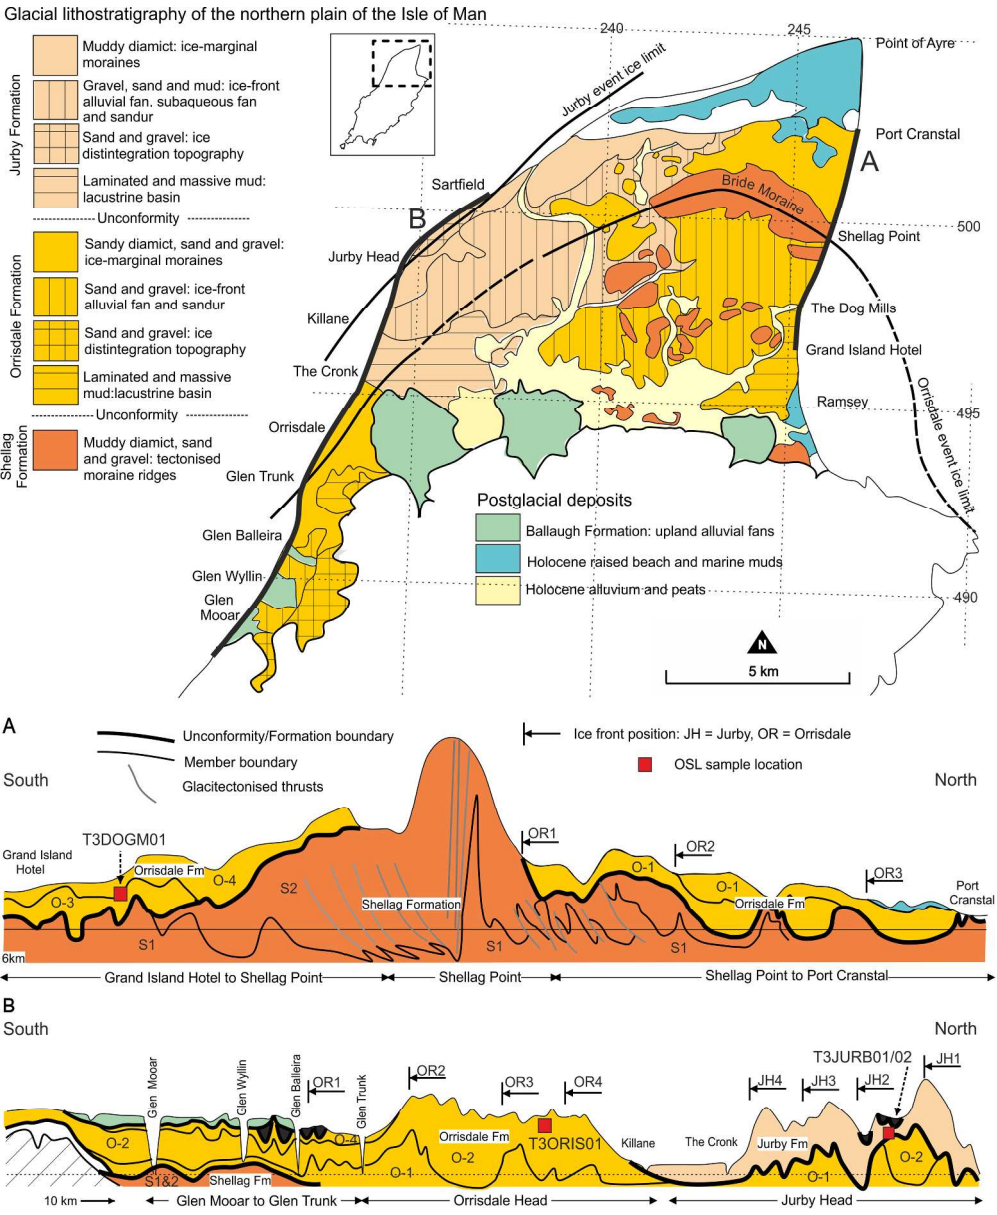 Glacial lithostratigraphy of the northern plain of the Isle of Man
Jurby Formation
Muddy diamict: ice-marginal
moraines
Gravel, sand and mud: ice-front
alluvial fan. subaqueous fan
and sandur
Sand and gravel: ice
distintegration topography
Laminated and massive mud:
lacustrine basin
Unconformity
Orrisdale Formation
Sandy diamict, sand and gravel:
ice-marginal moraines
Sand and gravel: ice-front
alluvial fan and sandur
Sand and gravel: ice
distintegration topography
Laminated and massive
mud:lacustrine basin
Unconformity
Shellag
Formation
Muddy diamict, sand
and gravel: tectonised
moraine ridges
240
245
Point of Ayre
Jurby event ice limit
Port Cranstal
A
Sartfield
Bride Moraine
B
500
Shellag Point
Jurby Head
The Dog Mills
Killane
Grand Island Hotel
The Cronk
Ramsey
495
Orrisdale
Orrisdale event ice limit
Glen Trunk
Postglacial deposits
Ballaugh Formation: upland alluvial fans
Holocene raised beach and marine muds
Holocene alluvium and peats
Glen Balleira
Glen Wyllin
Glen
Mooar
490
N
5 km
A
Unconformity/Formation boundary
Member boundary
Glacitectonised thrusts
Ice front position: JH = Jurby, OR = Orrisdale
OSL sample location
South
North
T3DOGM01
Grand Island
Hotel
Orrisdale Fm
O-4
O-3
S2
Shellag Formation
S1
S1
S1
OR1
OR2
OR3
O-1
O-1
Orrisdale Fm
Port
Cranstal
6km
Grand Island Hotel to Shellag Point
Shellag Point
Shellag Point to Port Cranstal
B
South
North
Glen Mooar
Glen Wyllin
Glen Balleira
Glen Trunk
OR1
OR2
OR3
OR4
T3JURB01/02
JH4
JH3
JH2
JH1
O-2
O-4
Orrisdale Fm
O-2
O-1
T3ORIS01
Killane
The Cronk
Jurby Fm
O-1
O-2
S1&2
Shellag Fm
10 km
Glen Mooar to Glen Trunk
Orrisdale Head
Jurby Head